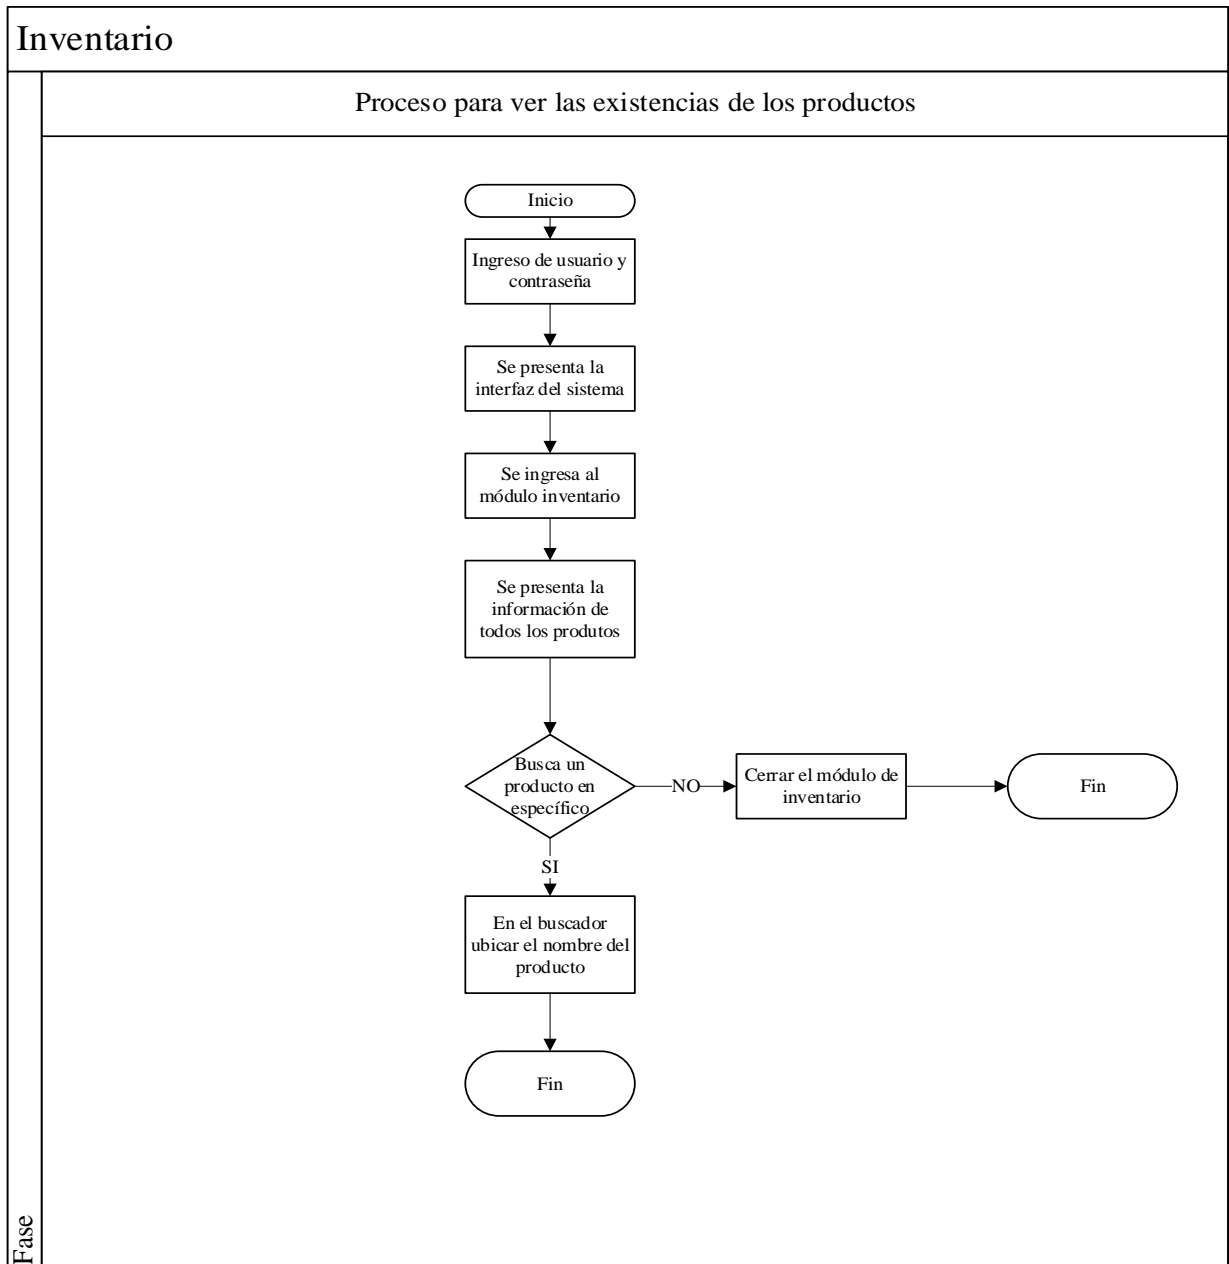 Inventario
Proceso para ver las existencias de los productos
Inicio
Ingreso de usuario y
contraseña
Se presenta la
interfaz del sistema
Se ingresa al
módulo inventario
Se presenta la
información de
todos los produtos
Busca un
producto en
específico
NO
Cerrar el módulo de
inventario
Fin
SI
En el buscador
ubicar el nombre del
producto
Fin
Fase